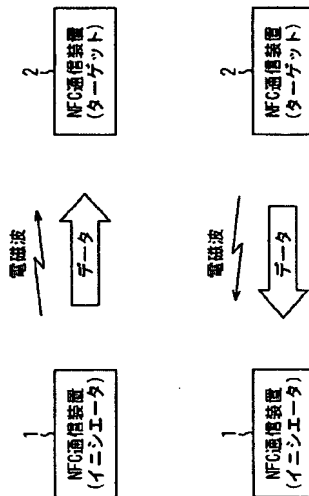 1
2
電磁波
NFC通信装置
(イニシエータ)
データ
NFC通信装置
(ターゲット)
1
2
電磁波
NFC通信装置
(イニシエータ)
データ
NFC通信装置
(ターゲット)